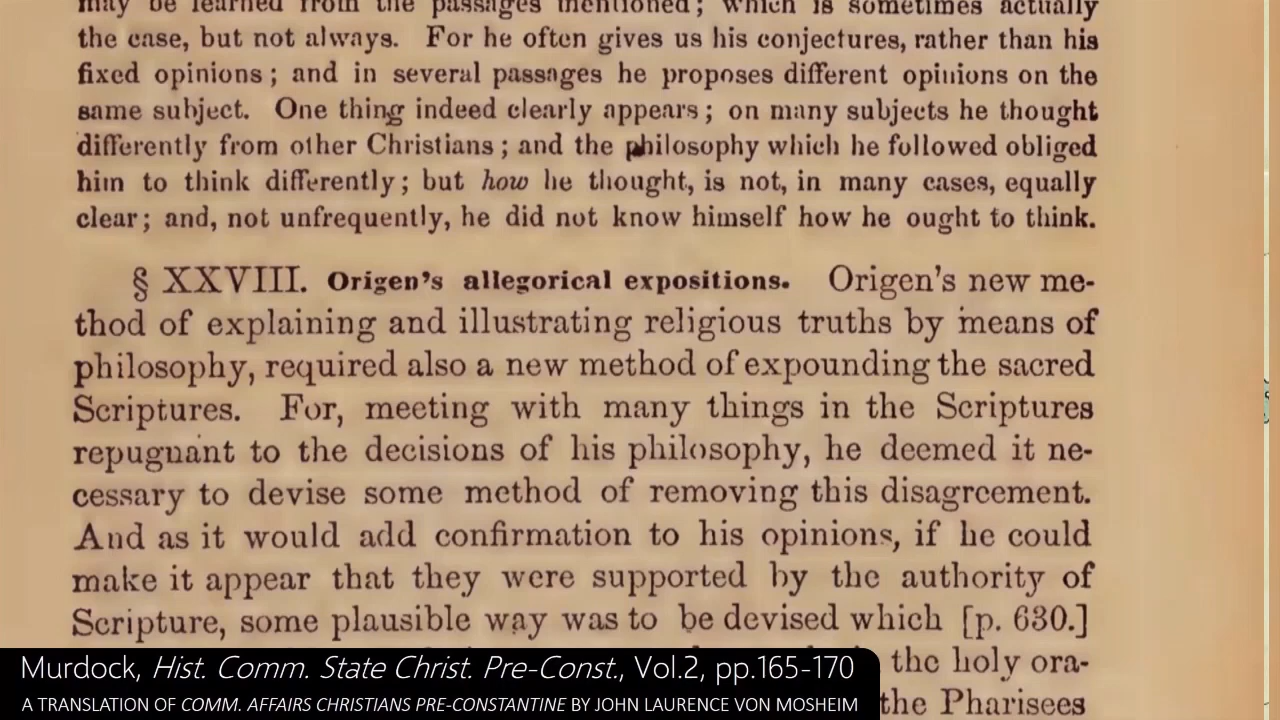 may be learned from the passages mentioned; which is sometimes actually
the case, but not always. For he often gives us his conjectures, rather than his
fixed opinions; and in several passages he proposes different opinions on the
same subject. One thing indeed clearly appears; on many subjects he thought
differently from other Christians; and the philosophy which he followed obliged
him to think differently; but how he thought, is not, in many cases, equally
clear; and, not unfrequently, he did not know himself how he ought to think.
§ XXVIII. Origen's allegorical expositions. Origen's new me-
thod of explaining and illustrating religious truths by means of
philosophy, required also a new method of expounding the sacred
Scriptures. For, meeting with many things in the Scriptures
repugnant to the decisions of his philosophy, he deemed it ne-
cessary to devise some method of removing this disagreement.
And as it would add confirmation to his opinions, if he could
make it appear that they were supported by the authority of
Scripture, some plausible way was to be devised which [p. 630.]
the holy ora-
the Pharisees
Murdock, Hist. Comm. State Christ. Pre-Const., Vol.2, pp.165-170
A TRANSLATION OF COMM. AFFAIRS CHRISTIANS PRE-CONSTANTINE BY JOHN LAURENCE VON MOSHEIM